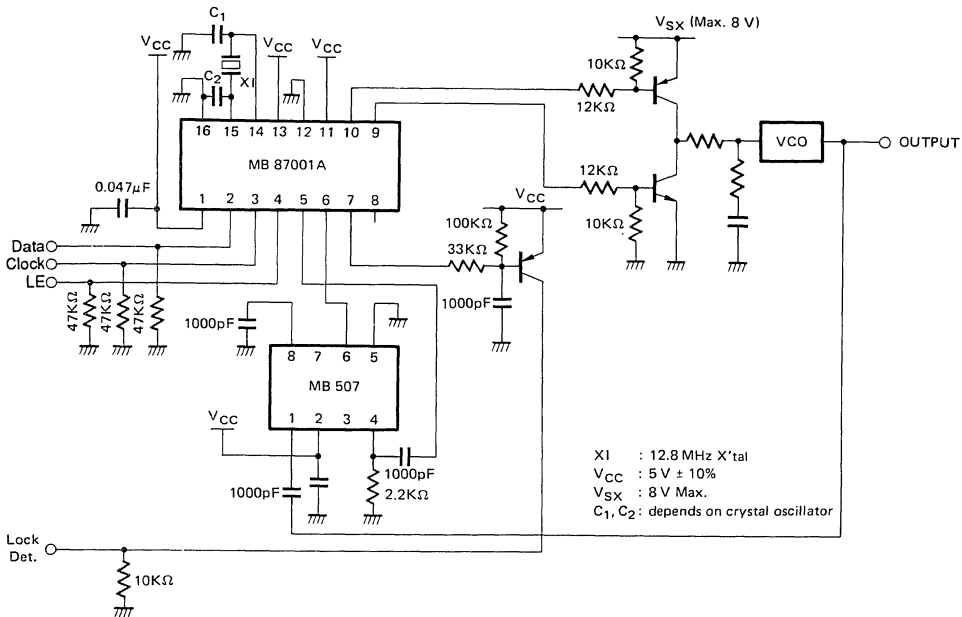 C1
VCC
VCC
VCC
VSX (Max. 8 V)
C2
XI
10KΩ
12KΩ
16 15 14 13 12 11 10 9
MB 87001A
1 2 3 4 5 6 7 8
VCO
OUTPUT
0.047μF
12KΩ
10KΩ
VCC
100KΩ
33KΩ
1000pF
Data
Clock
LE
47KΩ
47KΩ
47KΩ
1000pF
8 7 6 5
MB 507
1 2 3 4
VCC
1000pF
1000pF
2.2KΩ
XI : 12.8 MHz X'tal
VCC : 5 V ± 10%
VSX : 8 V Max.
C1, C2 : depends on crystal oscillator
Lock
Det.
10KΩ